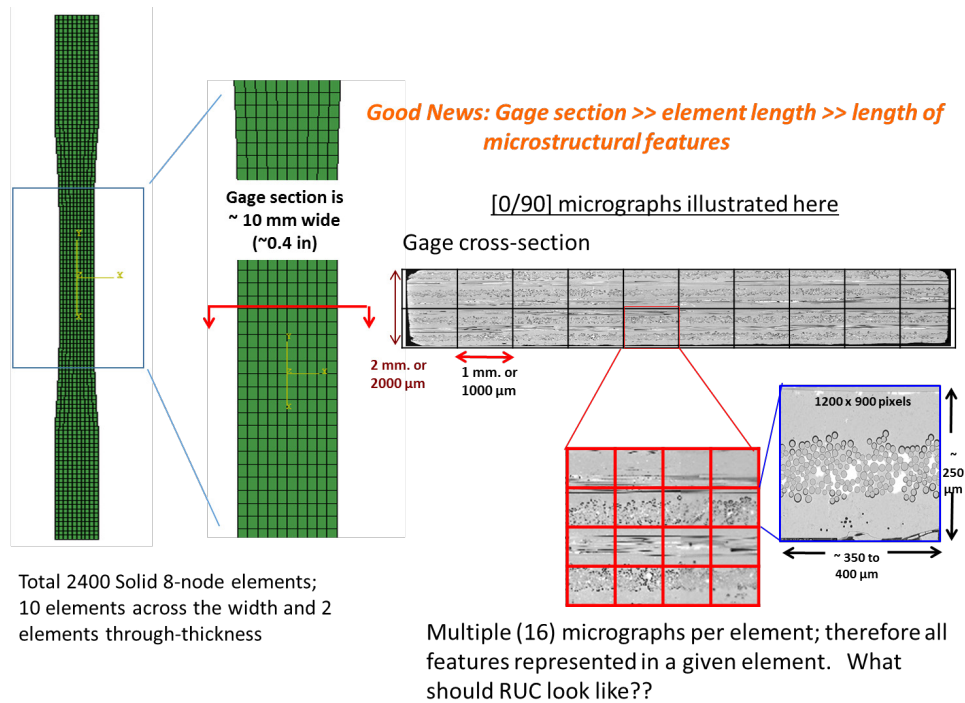 Good News: Gage section >> element length >> length of
microstructural features
Gage section is
~ 10 mm wide
(~0.4 in)
[0/90] micrographs illustrated here
Gage cross-section
2 mm. or
2000 µm
1 mm. or
1000 µm
1200 x 900 pixels
~
250
µm
~ 350 to
400 µm
Total 2400 Solid 8-node elements;
10 elements across the width and 2
elements through-thickness
Multiple (16) micrographs per element; therefore all
features represented in a given element. What
should RUC look like??